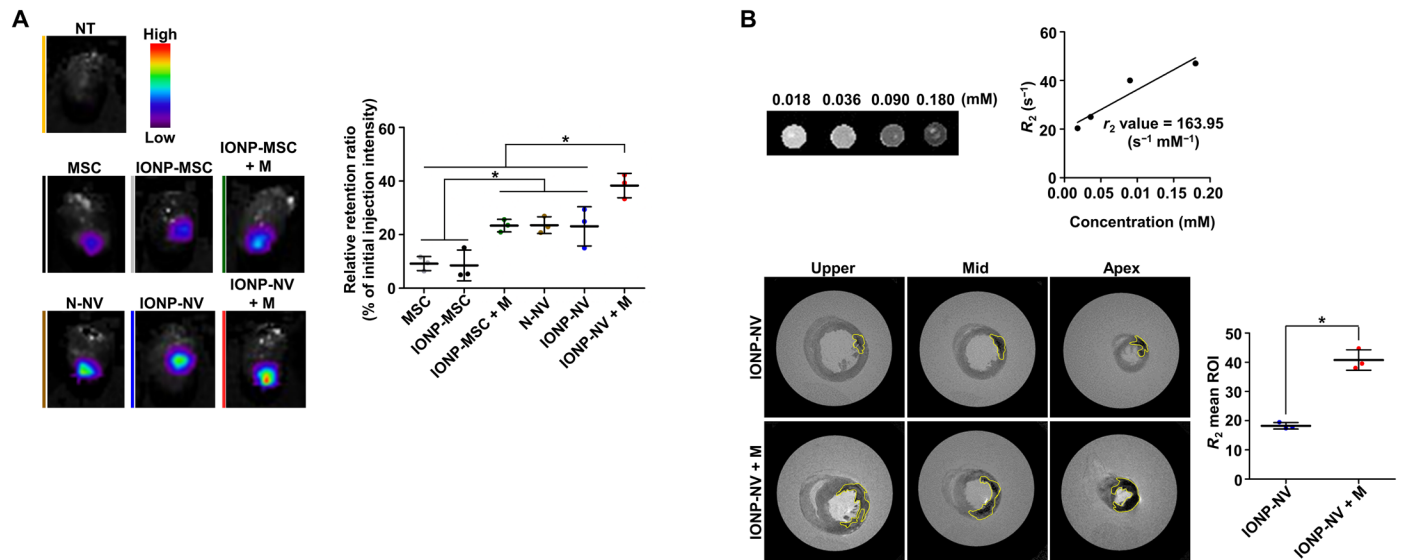 A
NT
High
Low
MSC
IONP-MSC
IONP-MSC
+ M
N-NV
IONP-NV
IONP-NV
+ M
Relative retention ratio
(% of initial injection intensity)
60
40
20
0
*
*
MSC
IONP-MSC
IONP-MSC + M
N-NV
IONP-NV
IONP-NV + M
B
0.018 0.036 0.090 0.180 (mM)
R₂ (s⁻¹)
60
40
20
0
r₂ value = 163.95
(s⁻¹ mM⁻¹)
0.00 0.05 0.10 0.15 0.20
Concentration (mM)
Upper Mid Apex
IONP-NV
IONP-NV + M
R₂ mean ROI
50
40
30
20
10
0
*
IONP-NV
IONP-NV + M